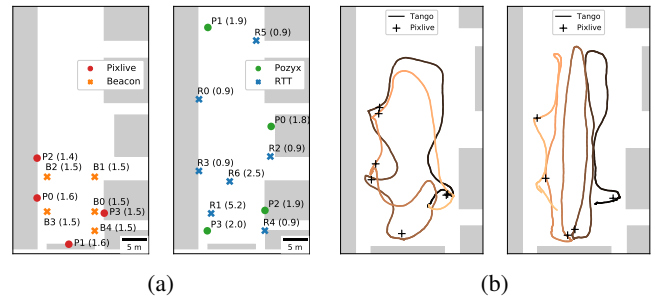 Pixlive
Beacon
P2 (1.4)
B2 (1.5)
B1 (1.5)
P0 (1.6)
B0 (1.5)
P3 (1.5)
B3 (1.5)
B4 (1.5)
P1 (1.6)
5 m
P1 (1.9)
R5 (0.9)
Pozyx
RTT
R0 (0.9)
P0 (1.8)
R2 (0.9)
R3 (0.9)
R6 (2.5)
R1 (5.2)
P2 (1.9)
P3 (2.0)
R4 (0.9)
5 m
(a)
Tango
Pixlive
Tango
Pixlive
(b)